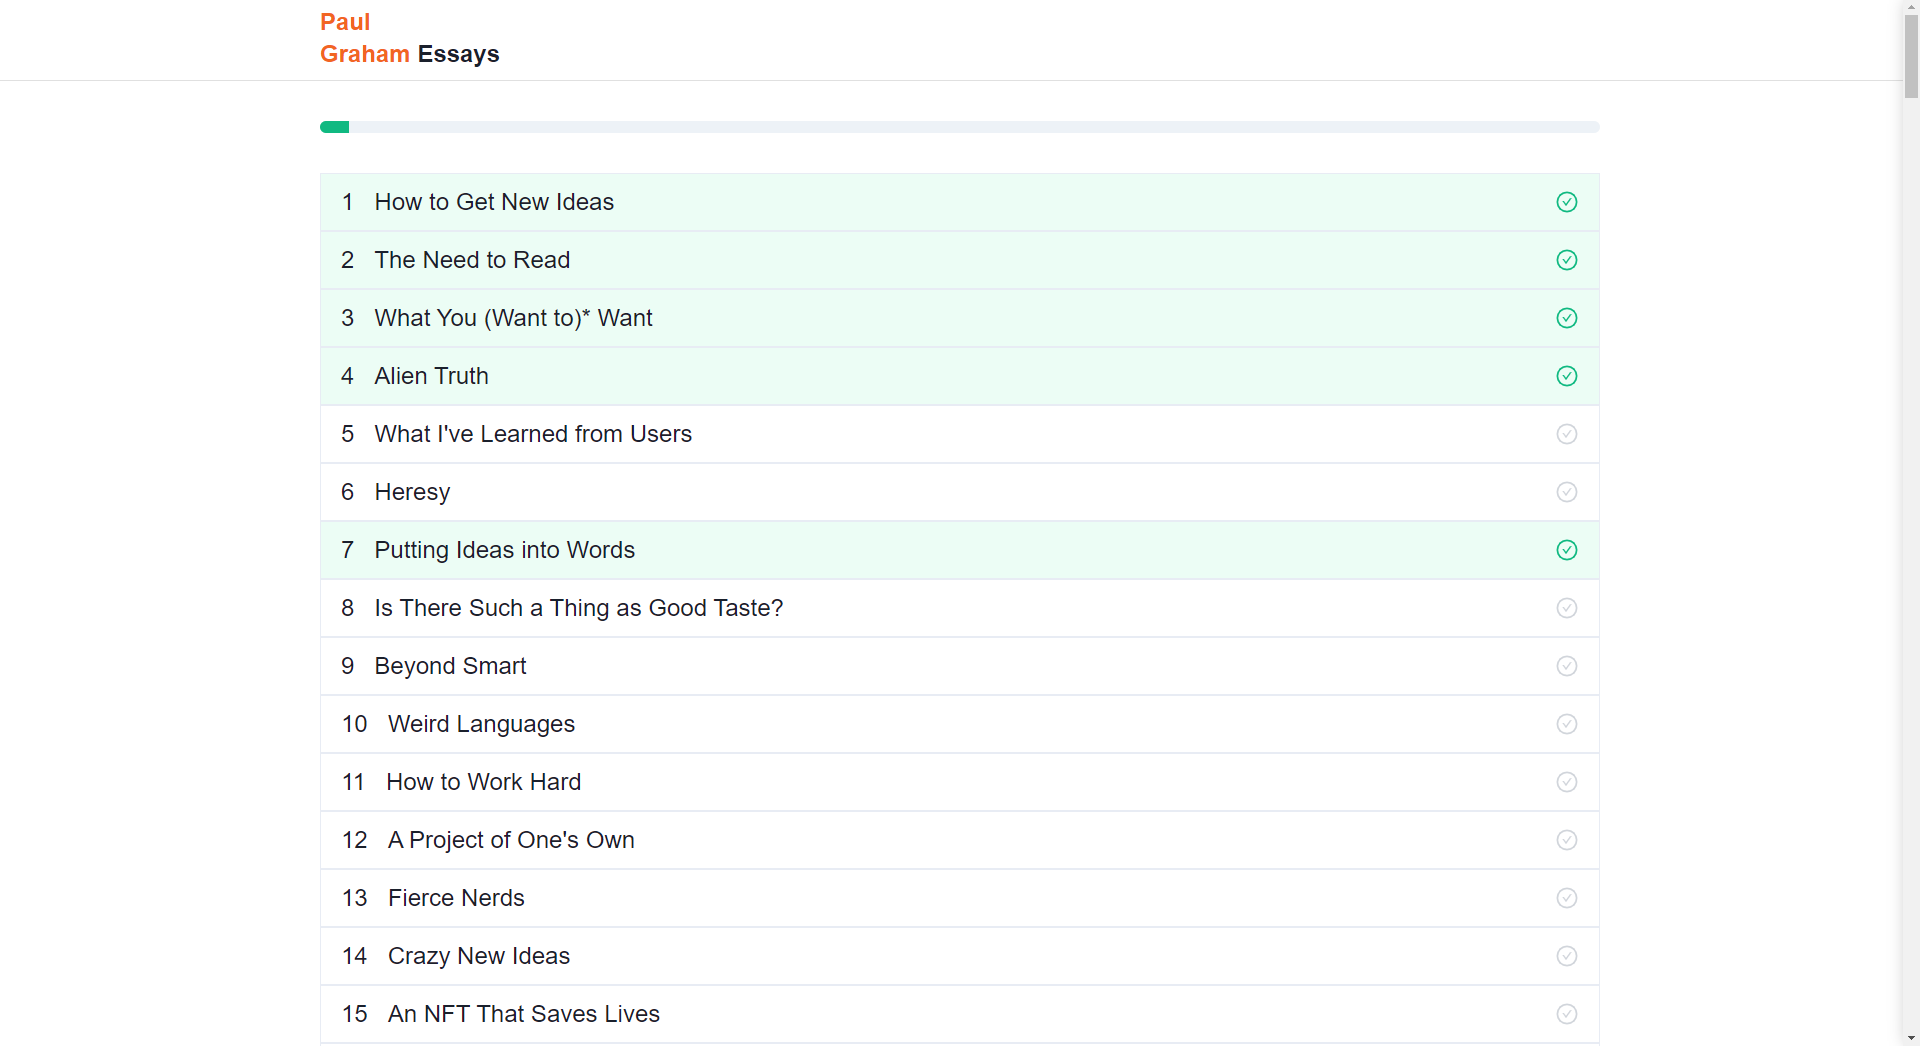 Paul
Graham Essays
1 How to Get New Ideas
2 The Need to Read
3 What You (Want to)* Want
4 Alien Truth
5 What I've Learned from Users
6 Heresy
7 Putting Ideas into Words
8 Is There Such a Thing as Good Taste?
9 Beyond Smart
10 Weird Languages
11 How to Work Hard
12 A Project of One's Own
13 Fierce Nerds
14 Crazy New Ideas
15 An NFT That Saves Lives